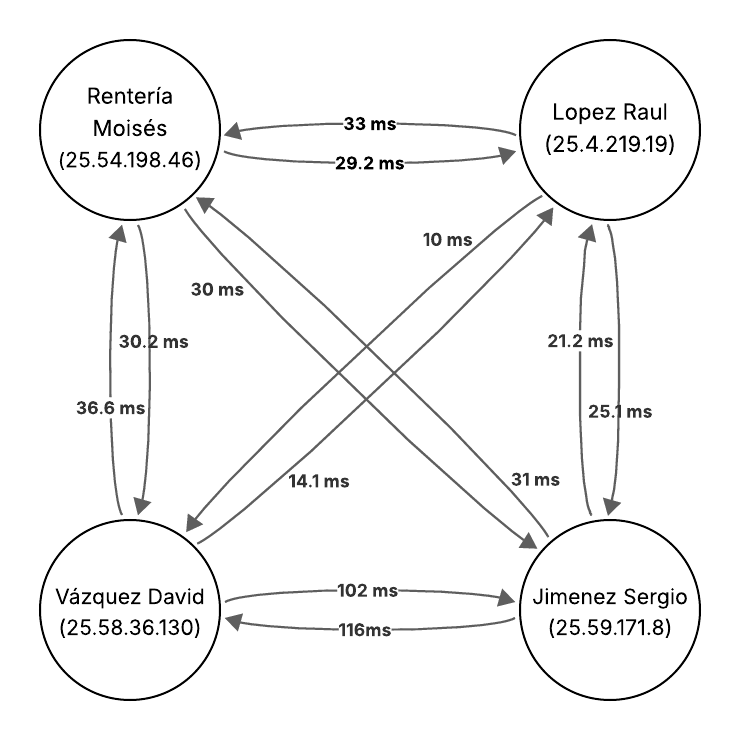 Rentería
Moisés
(25.54.198.46)
Lopez Raul
(25.4.219.19)
33 ms
29.2 ms
10 ms
30 ms
30.2 ms
21.2 ms
36.6 ms
25.1 ms
14.1 ms
31 ms
102 ms
116ms
Vázquez David
(25.58.36.130)
Jimenez Sergio
(25.59.171.8)